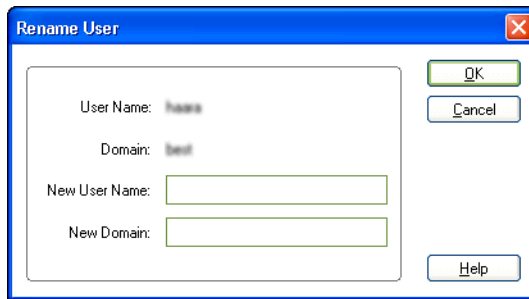 Rename User
OK
User Name:
Cancel
Domain:
New User Name:
New Domain:
Help